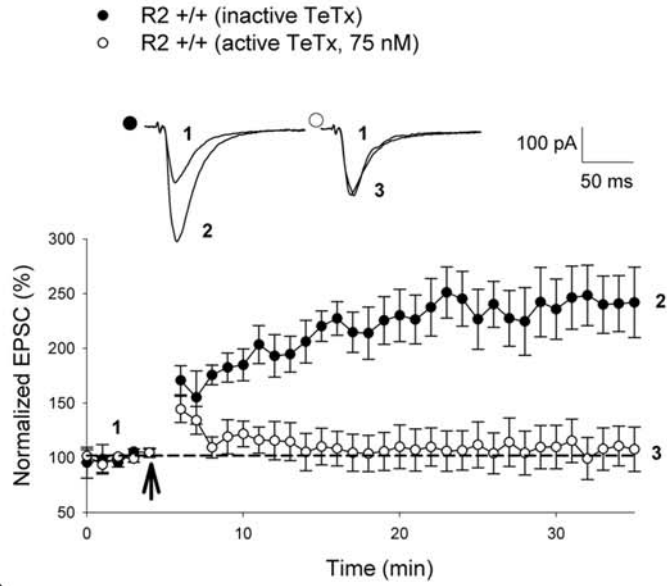 R2 +/+ (inactive TeTx)
R2 +/+ (active TeTx, 75 nM)
1
1
100 pA
50 ms
3
2
Normalized EPSC (%)
300
250
200
150
100
50
1
2
3
0
10
20
30
Time (min)